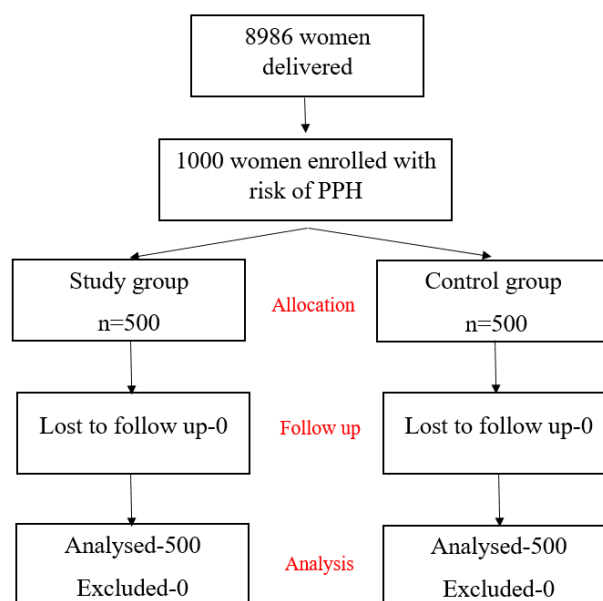 8986 women
delivered
1000 women enrolled with
risk of PPH
Study group
n=500
Allocation
Control group
n=500
Lost to follow up-0
Follow up
Lost to follow up-0
Analysed-500
Excluded-0
Analysis
Analysed-500
Excluded-0